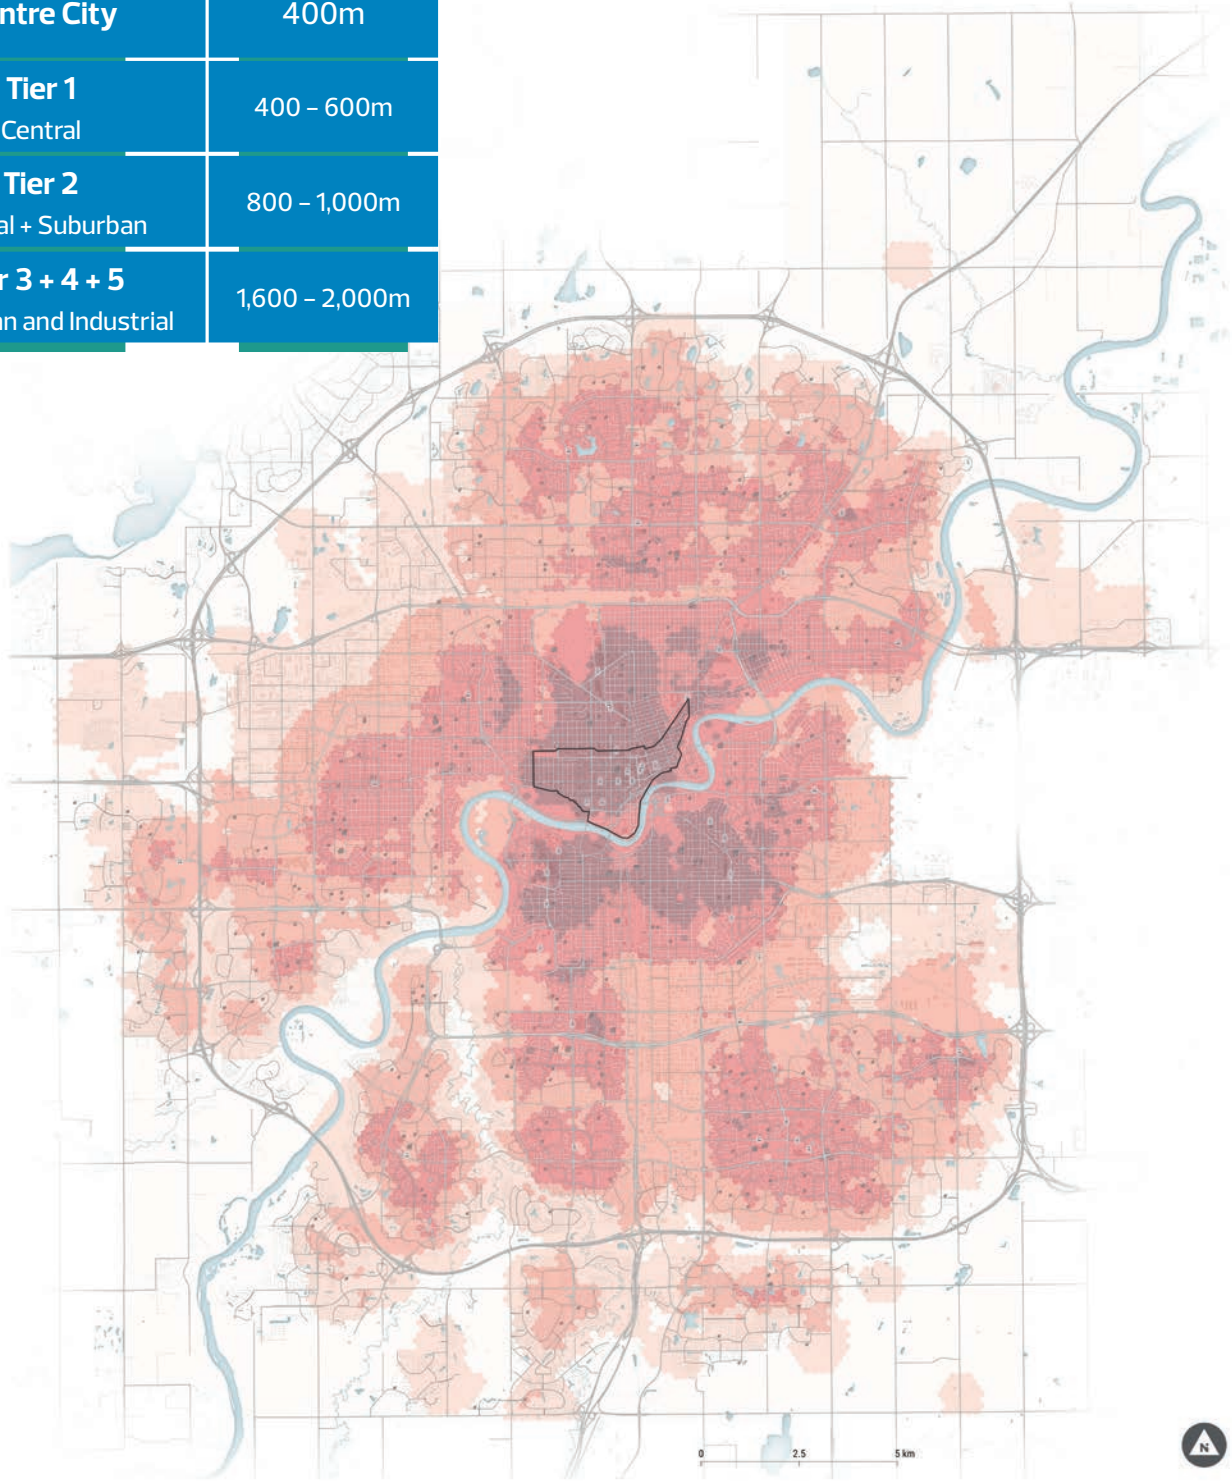 ntre City 400m
Tier 1
400 – 600m
Central
Tier 2
800 – 1,000m
al + Suburban
r 3 + 4 + 5
1,600 – 2,000m
n and Industrial
0 2.5 5 km
N